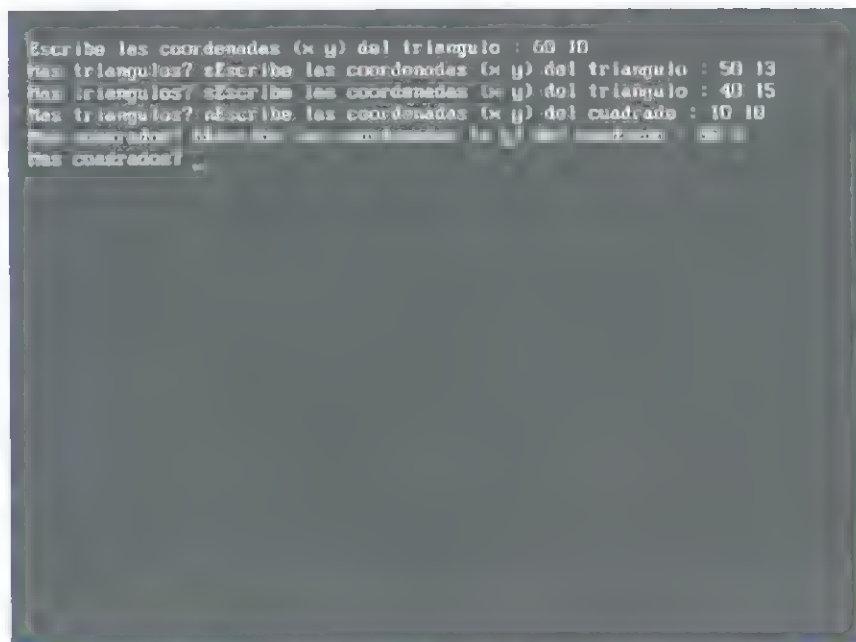 Escribe las coordenadas (x y) del triangulo : 60 10
Mas triangulos? sEscribe las coordenadas (x y) del triangulo : 50 13
Mas triangulos? sEscribe las coordenadas (x y) del triangulo : 40 15
Mas triangulos? nEscribe las coordenadas (x y) del cuadrado : 10 10
Mas cuadrados?